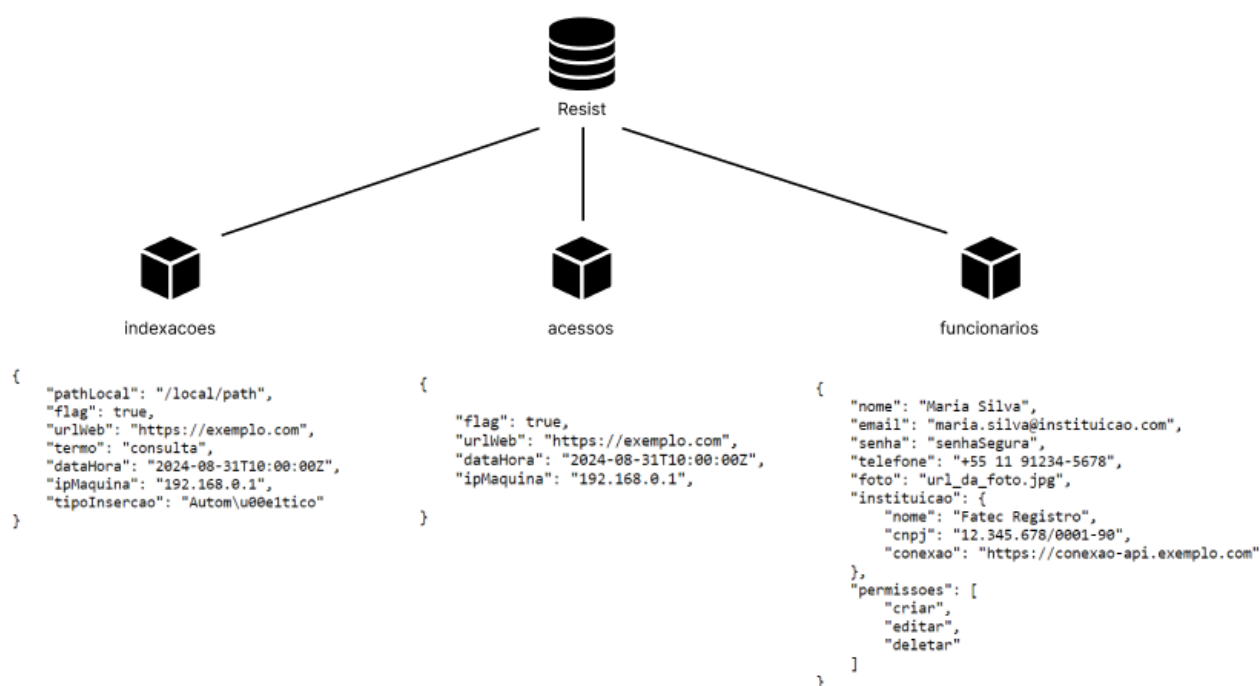 Resist
indexacoes
acessos
funcionarios
{
    "pathLocal": "/local/path",
    "flag": true,
    "urlWeb": "https://exemplo.com",
    "termo": "consulta",
    "dataHora": "2024-08-31T10:00:00Z",
    "ipMaquina": "192.168.0.1",
    "tipoInsercao": "Autom\u00e1tico"
}
{
    "flag": true,
    "urlWeb": "https://exemplo.com",
    "dataHora": "2024-08-31T10:00:00Z",
    "ipMaquina": "192.168.0.1",
}
{
    "nome": "Maria Silva",
    "email": "maria.silva@instituicao.com",
    "senha": "senhaSegura",
    "telefone": "+55 11 91234-5678",
    "foto": "url_da_foto.jpg",
    "instituicao": {
        "nome": "Fatec Registro",
        "cnpj": "12.345.678/0001-90",
        "conexao": "https://conexao-api.exemplo.com"
    },
    "permissoes": [
        "criar",
        "editar",
        "deletar"
    ]
}